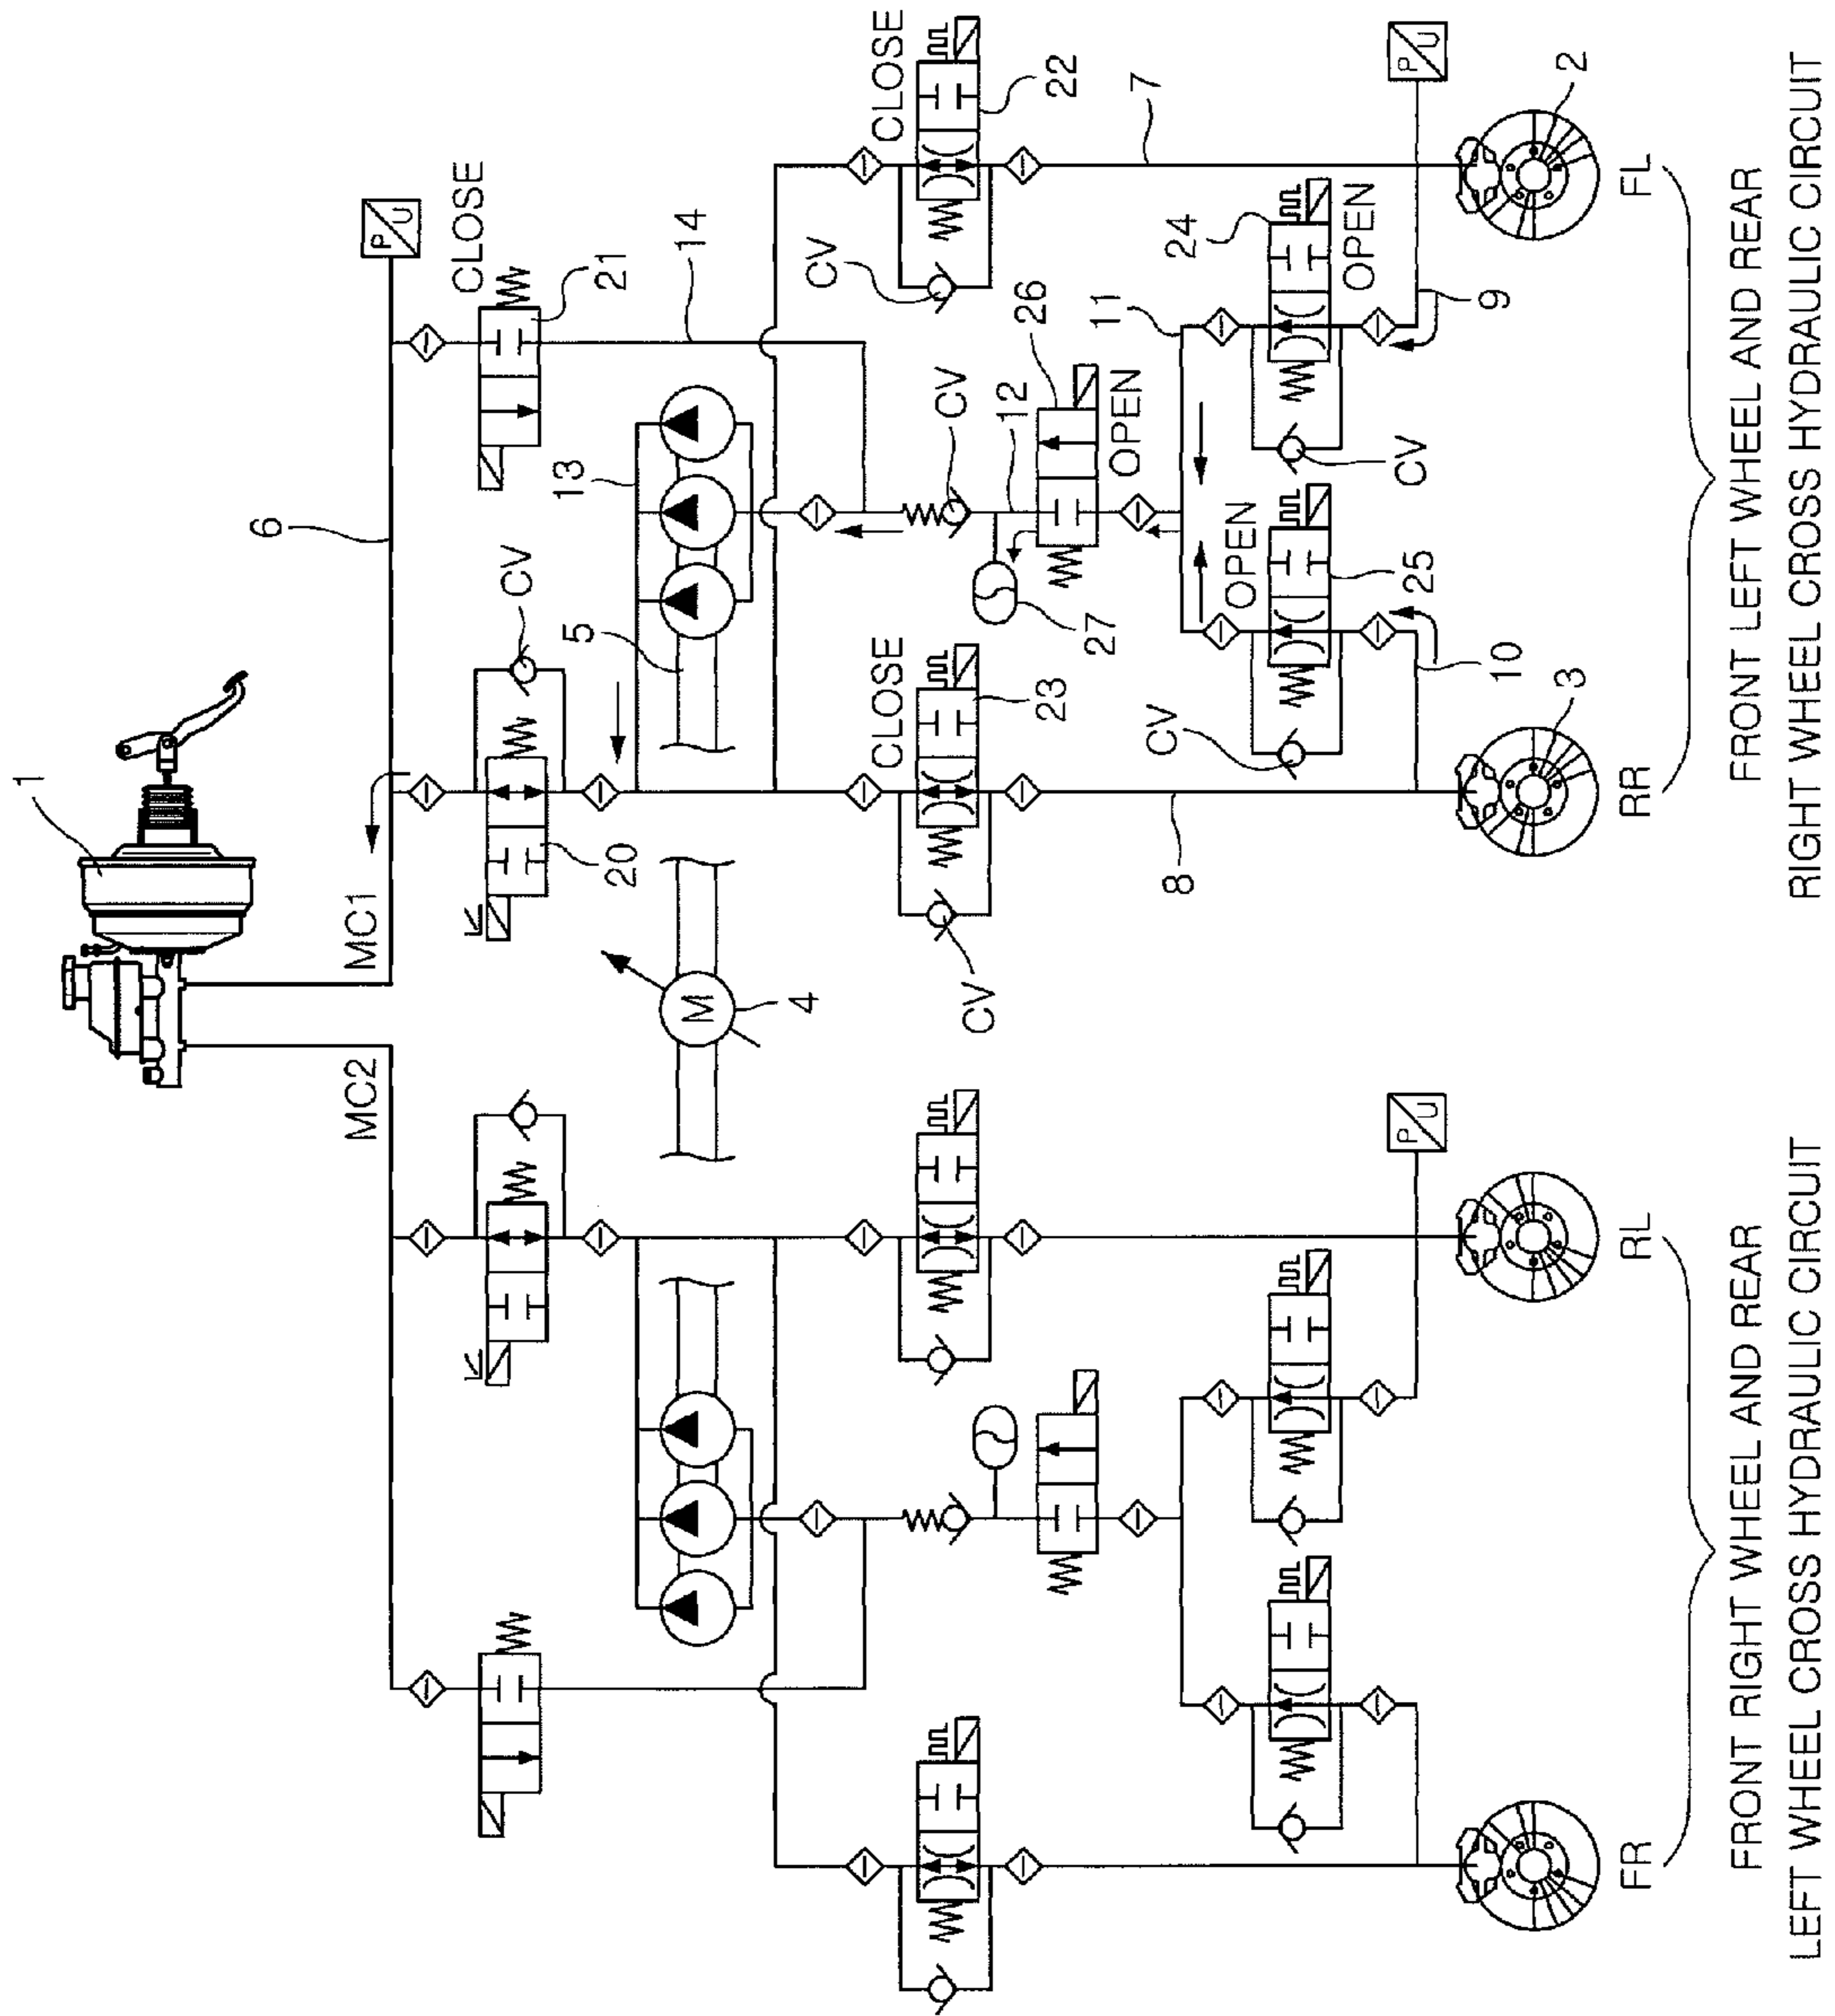 1
MC2
MC1
6
P/U
CV
20
CLOSE
21
13
14
5
M
4
CLOSE
23
CV
CLOSE
22
CV
CV
12
27
26
OPEN
11
7
8
OPEN
25
CV
24
OPEN
CV
10
9
P/U
P/U
3
2
FR
RL
RR
FL
FRONT RIGHT WHEEL AND REAR
LEFT WHEEL CROSS HYDRAULIC CIRCUIT
FRONT LEFT WHEEL AND REAR
RIGHT WHEEL CROSS HYDRAULIC CIRCUIT